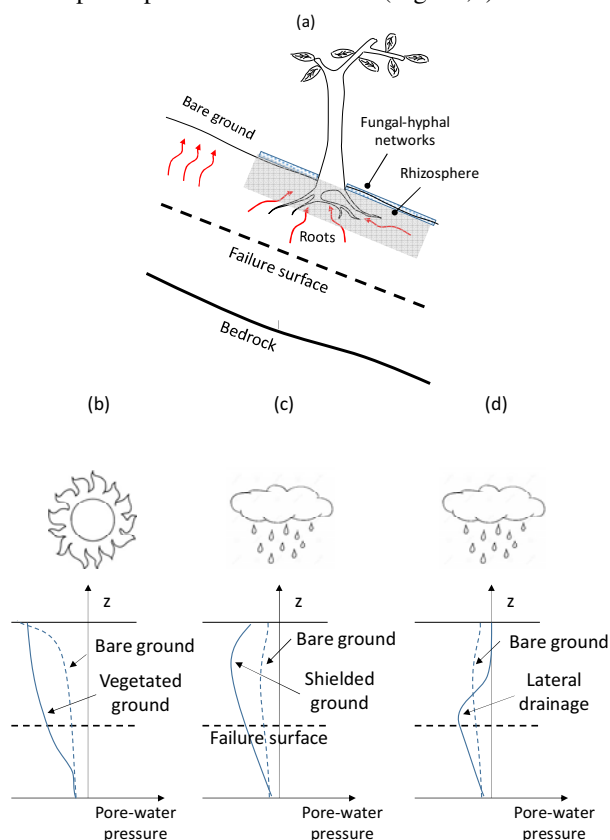 (a)
Bare ground
Fungal-hyphal
networks
Rhizosphere
Roots
Failure surface
Bedrock
(b)
(c)
(d)
z
z
z
Bare ground
Vegetated
ground
Bare ground
Shielded
ground
Bare ground
Lateral
drainage
Failure surface
Pore-water
pressure
Pore-water
pressure
Pore-water
pressure